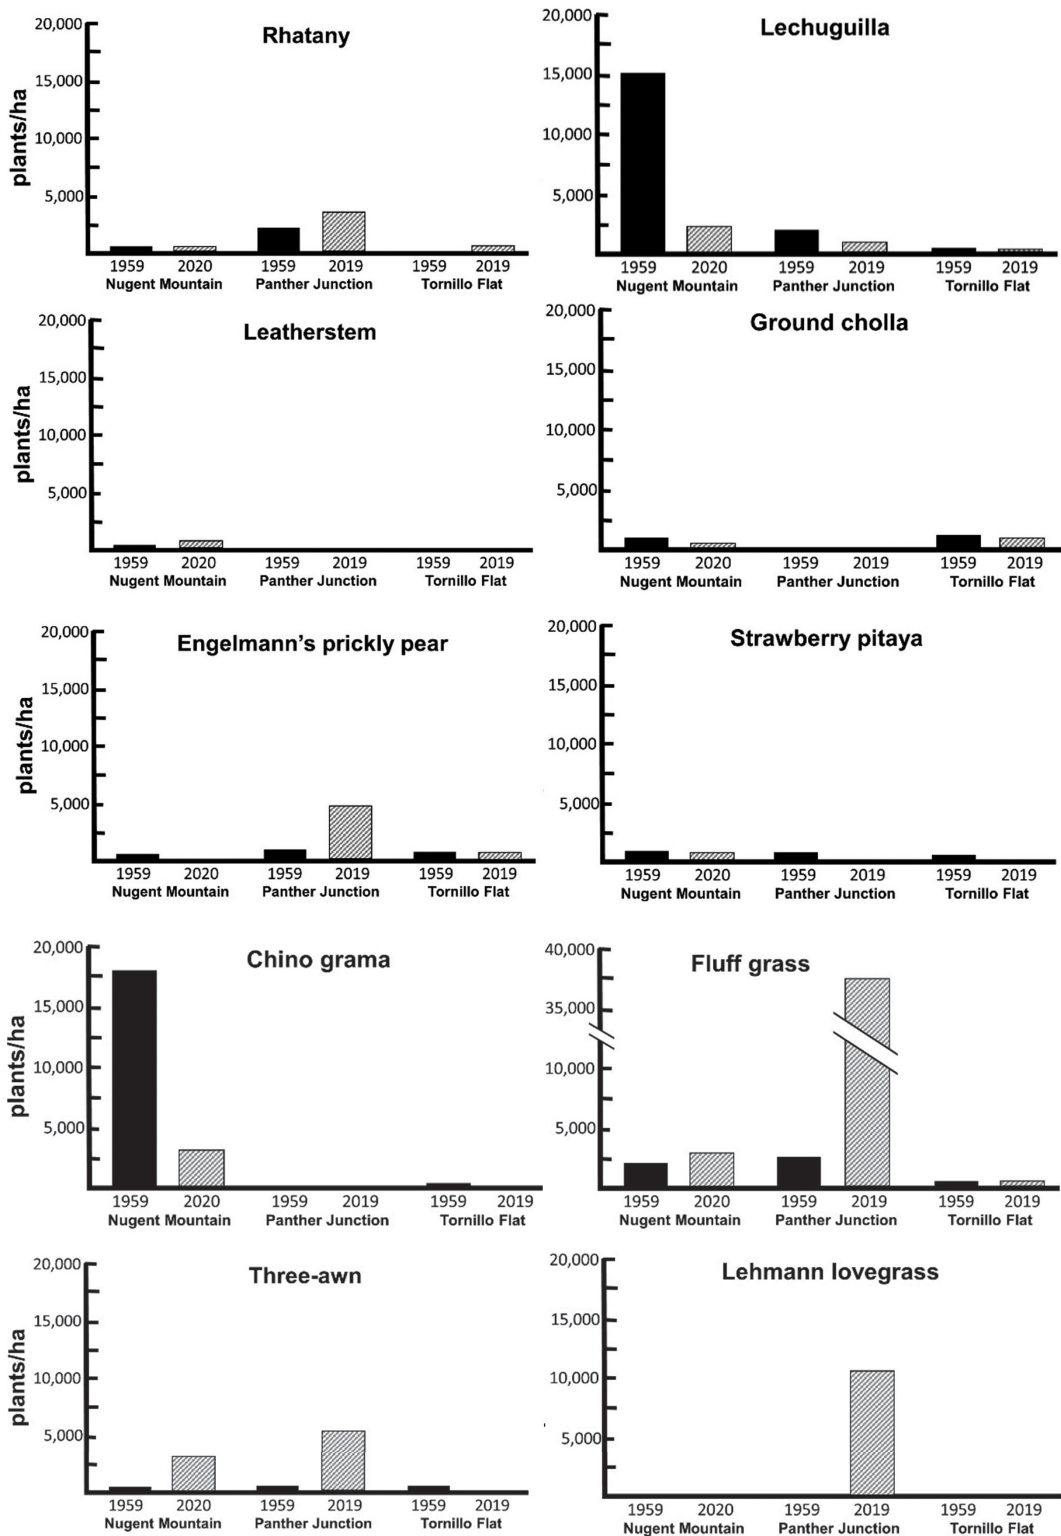 Rhatany
20,000
15,000
10,000
5,000
plants/ha
1959 2020 1959 2019 1959 2019
Nugent Mountain Panther Junction Tornillo Flat
Lechuguilla
20,000
15,000
10,000
5,000
1959 2020 1959 2019 1959 2019
Nugent Mountain Panther Junction Tornillo Flat
Leatherstem
20,000
15,000
10,000
5,000
plants/ha
1959 2020 1959 2019 1959 2019
Nugent Mountain Panther Junction Tornillo Flat
Ground cholla
20,000
15,000
10,000
5,000
1959 2020 1959 2019 1959 2019
Nugent Mountain Panther Junction Tornillo Flat
Engelmann's prickly pear
20,000
15,000
10,000
5,000
plants/ha
1959 2020 1959 2019 1959 2019
Nugent Mountain Panther Junction Tornillo Flat
Strawberry pitaya
20,000
15,000
10,000
5,000
1959 2020 1959 2019 1959 2019
Nugent Mountain Panther Junction Tornillo Flat
Chino grama
20,000
15,000
10,000
5,000
plants/ha
1959 2020 1959 2019 1959 2019
Nugent Mountain Panther Junction Tornillo Flat
Fluff grass
40,000
35,000
10,000
5,000
1959 2020 1959 2019 1959 2019
Nugent Mountain Panther Junction Tornillo Flat
Three-awn
20,000
15,000
10,000
5,000
plants/ha
1959 2020 1959 2019 1959 2019
Nugent Mountain Panther Junction Tornillo Flat
Lehmann lovegrass
20,000
15,000
10,000
5,000
1959 2020 1959 2019 1959 2019
Nugent Mountain Panther Junction Tornillo Flat